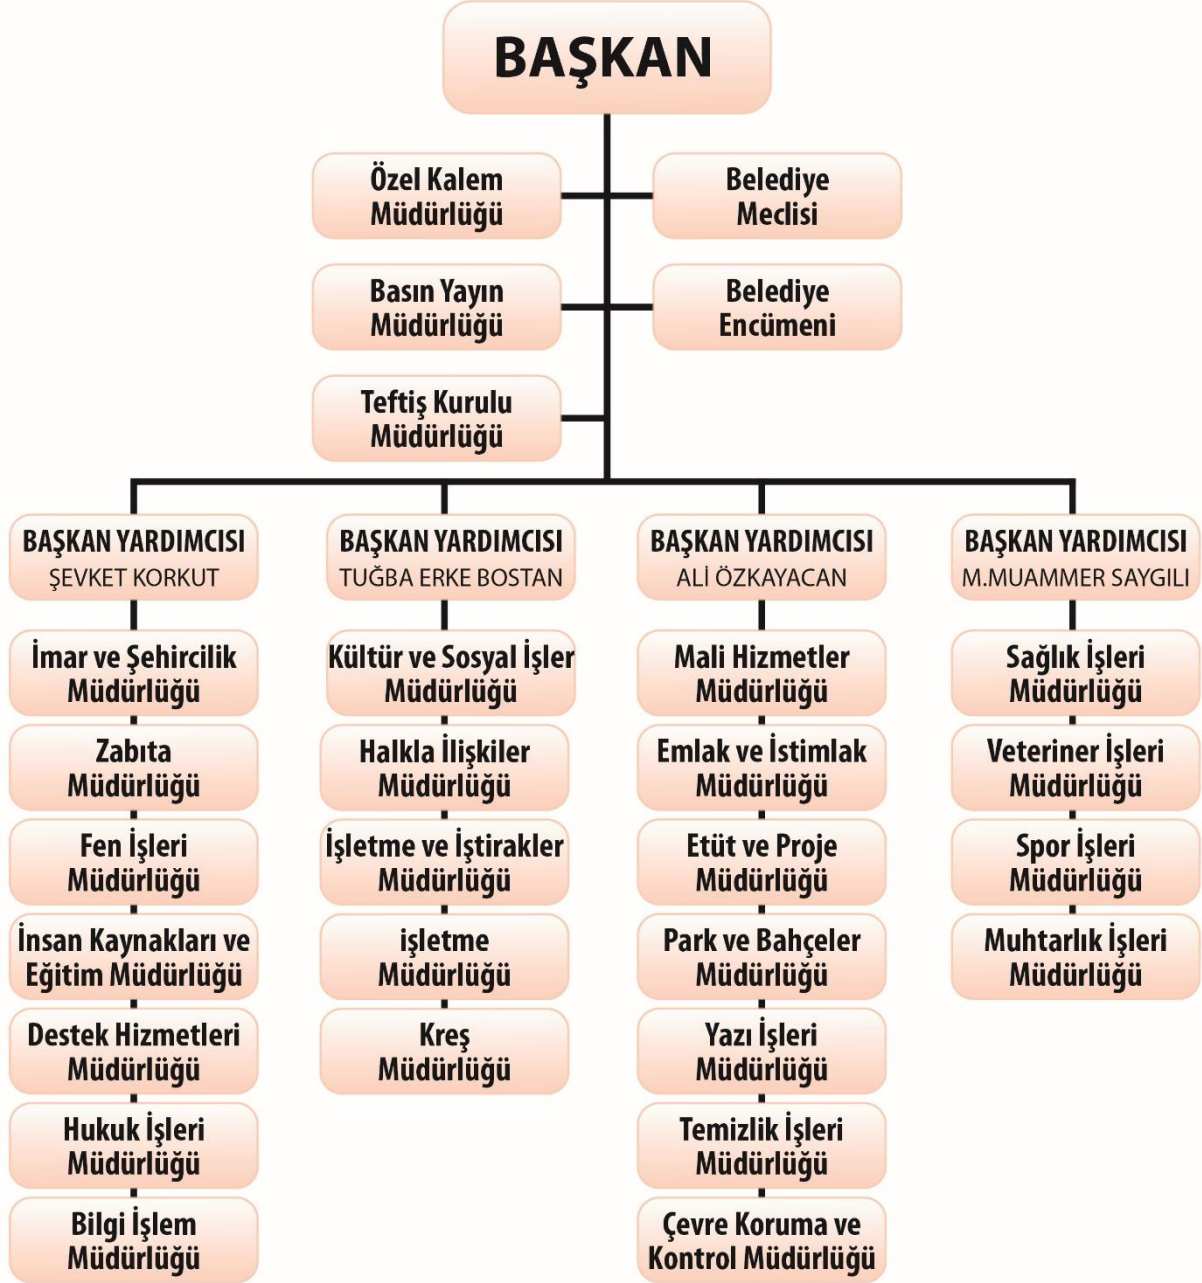 BAŞKAN
Özel Kalem
Müdürlüğü
Belediye
Meclisi
Basın Yayın
Müdürlüğü
Belediye
Encümeni
Teftiş Kurulu
Müdürlüğü
BAŞKAN YARDIMCISI
ŞEVKET KORKUT
İmar ve Şehircilik
Müdürlüğü
Zabıta
Müdürlüğü
Fen İşleri
Müdürlüğü
İnsan Kaynakları ve
Eğitim Müdürlüğü
Destek Hizmetleri
Müdürlüğü
Hukuk İşleri
Müdürlüğü
Bilgi İşlem
Müdürlüğü
BAŞKAN YARDIMCISI
TUĞBA ERKE BOSTAN
Kültür ve Sosyal İşler
Müdürlüğü
Halkla İlişkiler
Müdürlüğü
İşletme ve İştirakler
Müdürlüğü
işletme
Müdürlüğü
Kreş
Müdürlüğü
BAŞKAN YARDIMCISI
ALİ ÖZKAYACAN
Mali Hizmetler
Müdürlüğü
Emlak ve İstimlak
Müdürlüğü
Etüt ve Proje
Müdürlüğü
Park ve Bahçeler
Müdürlüğü
Yazı İşleri
Müdürlüğü
Temizlik İşleri
Müdürlüğü
Çevre Koruma ve
Kontrol Müdürlüğü
BAŞKAN YARDIMCISI
M.MUAMMER SAYGILI
Sağlık İşleri
Müdürlüğü
Veteriner İşleri
Müdürlüğü
Spor İşleri
Müdürlüğü
Muhtarlık İşleri
Müdürlüğü